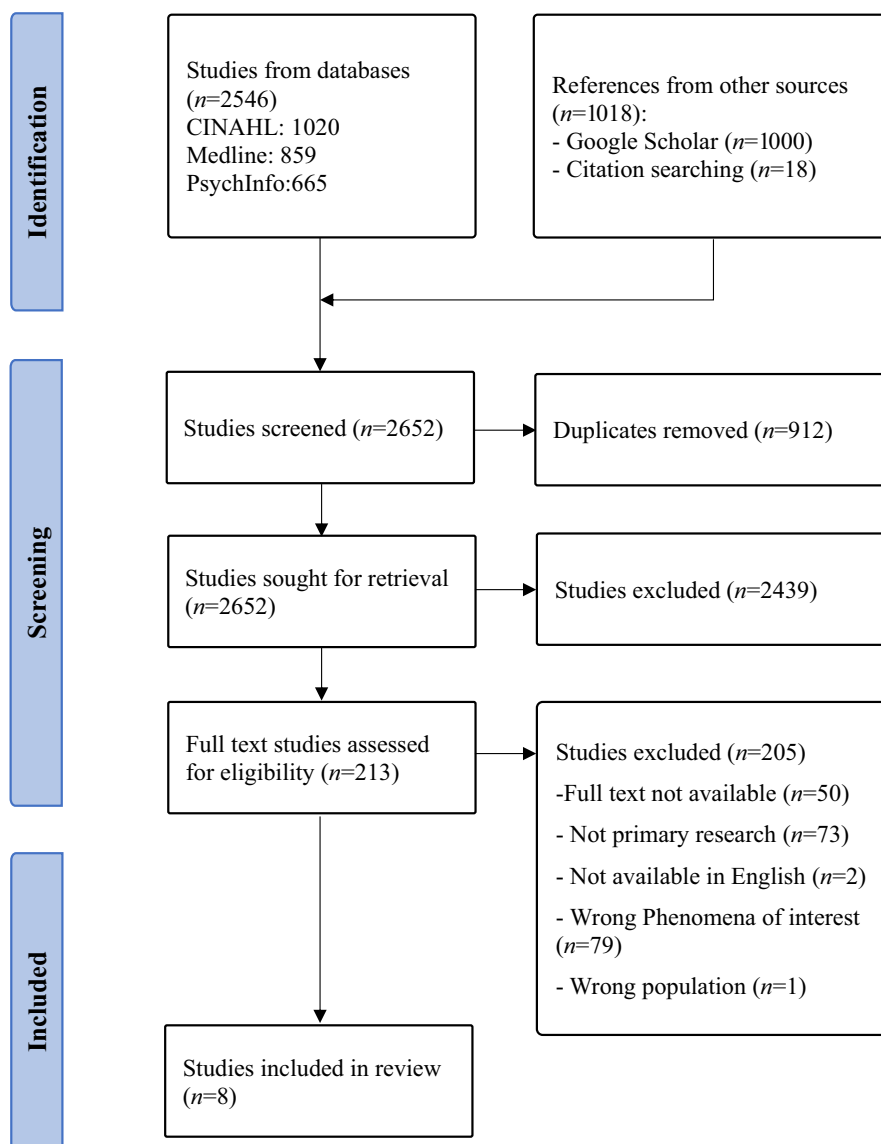 Identification
Studies from databases
(n=2546)
CINAHL: 1020
Medline: 859
PsychInfo:665
References from other sources
(n=1018):
- Google Scholar (n=1000)
- Citation searching (n=18)
Screening
Studies screened (n=2652)
Duplicates removed (n=912)
Studies sought for retrieval
(n=2652)
Studies excluded (n=2439)
Full text studies assessed
for eligibility (n=213)
Studies excluded (n=205)
-Full text not available (n=50)
- Not primary research (n=73)
- Not available in English (n=2)
- Wrong Phenomena of interest
(n=79)
- Wrong population (n=1)
Included
Studies included in review
(n=8)